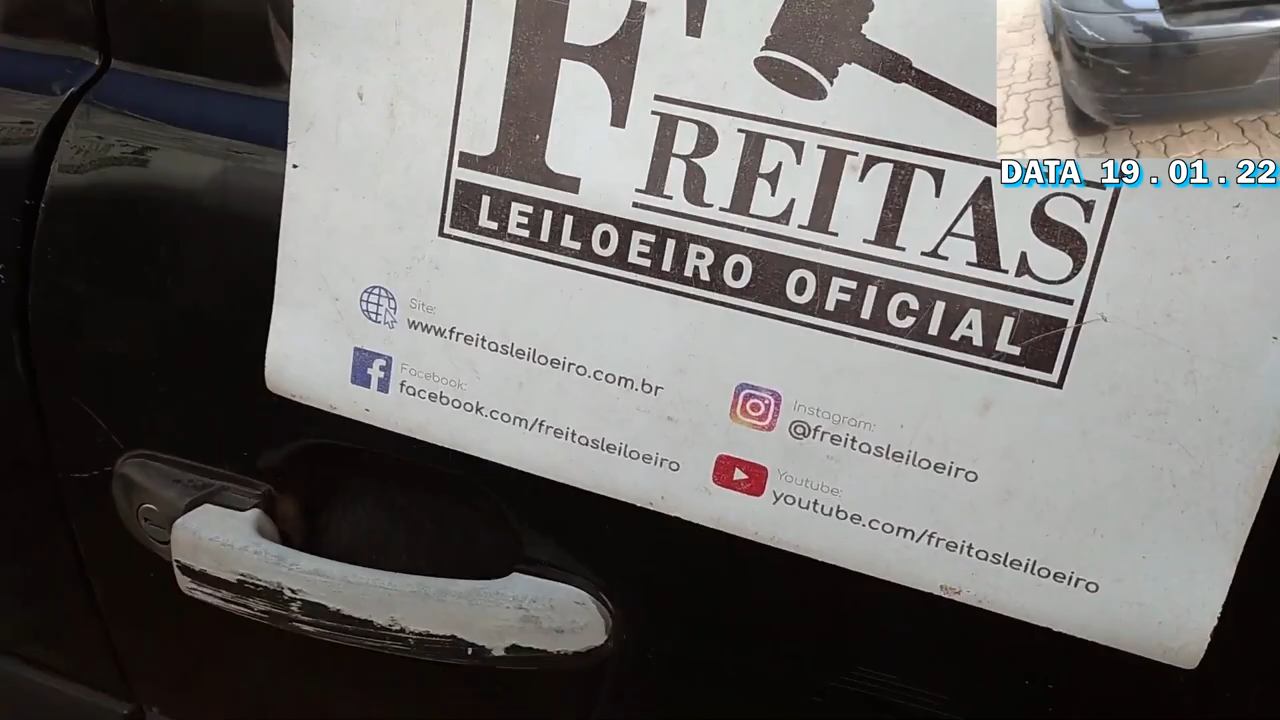 FREITAS
LEILOEIRO OFICIAL
Site:
www.freitasleiloeiro.com.br
Facebook:
facebook.com/freitasleiloeiro
Instagram:
@freitasleiloeiro
Youtube:
youtube.com/freitasleiloeiro
DATA 19.01.22